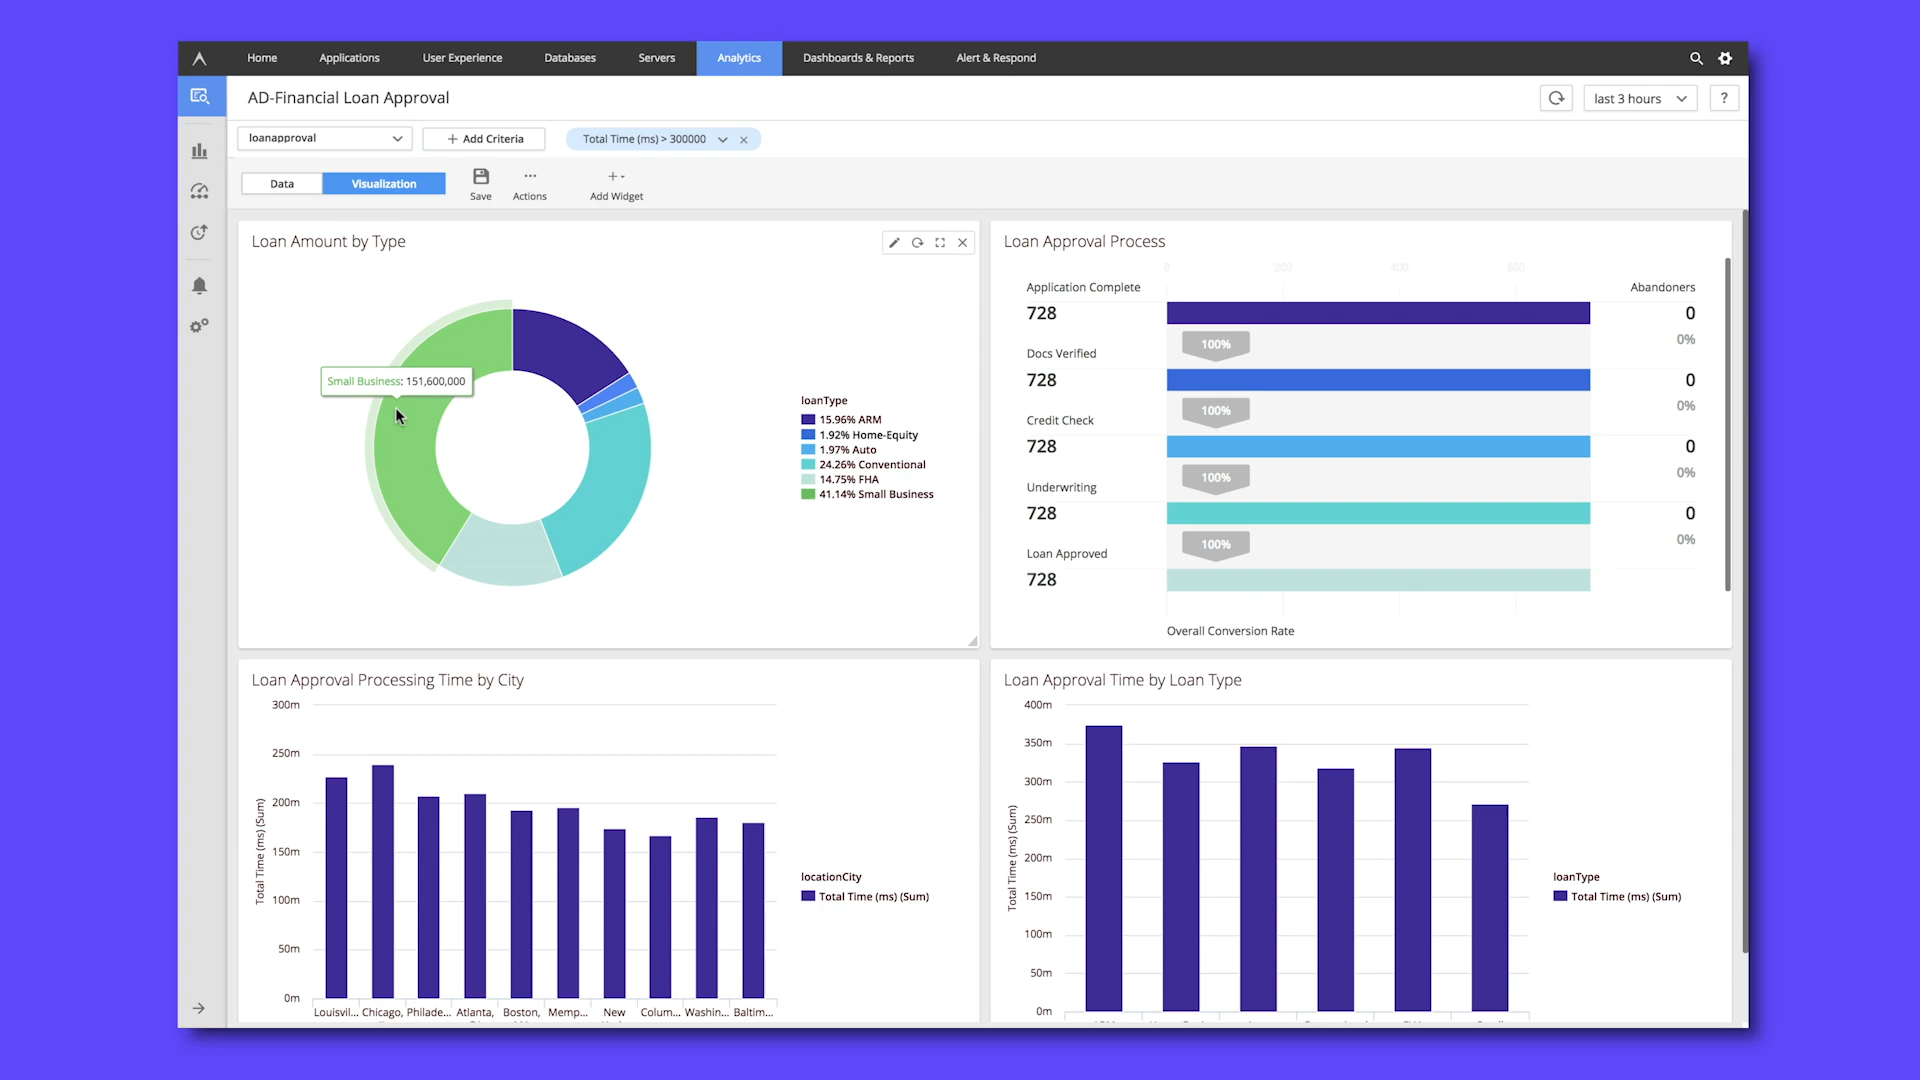 Home Applications User Experience Databases Servers Analytics Dashboards & Reports Alert & Respond
AD-Financial Loan Approval
last 3 hours
?
loanapproval
+ Add Criteria
Total Time (ms) > 300000
Data
Visualization
Save
Actions
Add Widget
Loan Amount by Type
Small Business: 151,600,000
loanType
15.96% ARM
1.92% Home-Equity
1.97% Auto
24.26% Conventional
14.75% FHA
41.14% Small Business
Loan Approval Process
0 200 400 600
Application Complete
Abandoners
728
0
100%
0%
Docs Verified
728
0
100%
0%
Credit Check
728
0
100%
0%
Underwriting
728
0
100%
0%
Loan Approved
728
Overall Conversion Rate
Loan Approval Processing Time by City
300m
250m
200m
150m
100m
50m
0m
Total Time (ms) (Sum)
Louisvil... Chicago, Philade... Atlanta, Boston, Memp... New Colum... Washin... Baltim...
locationCity
Total Time (ms) (Sum)
Loan Approval Time by Loan Type
400m
350m
300m
250m
200m
150m
100m
50m
0m
Total Time (ms) (Sum)
loanType
Total Time (ms) (Sum)